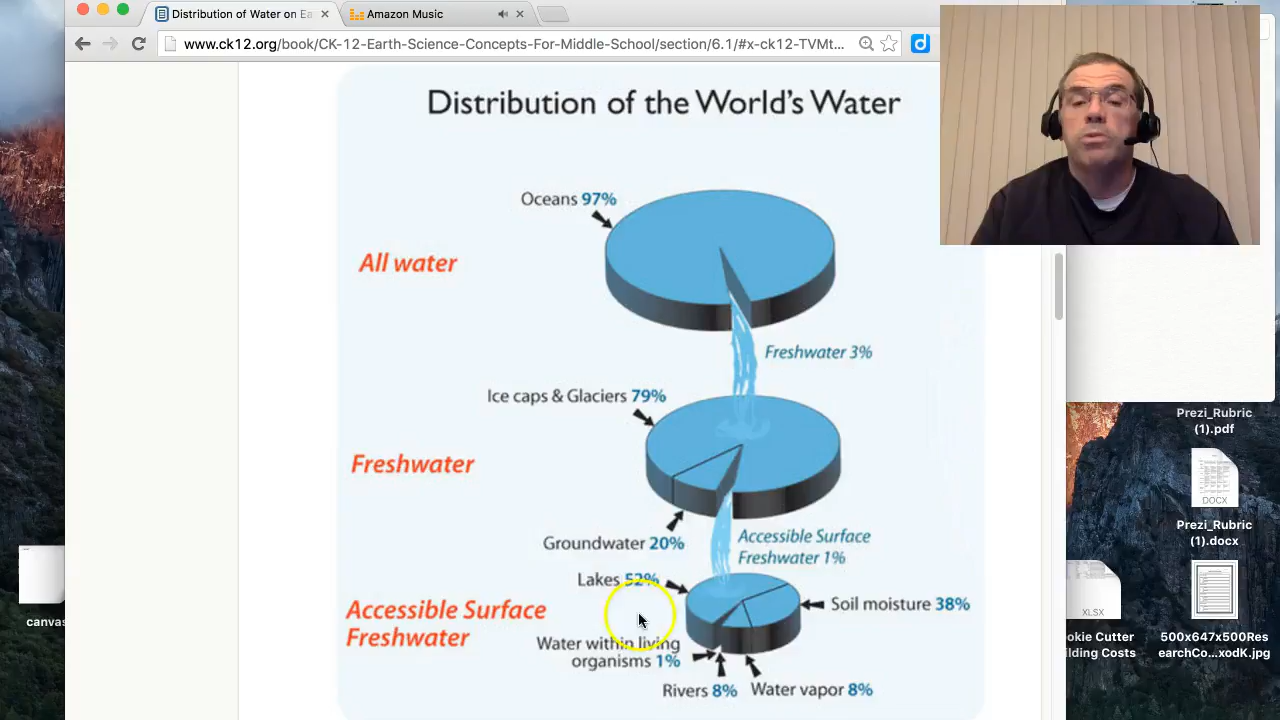 Distribution of Water on Ea
Amazon Music
www.ck12.org/book/CK-12-Earth-Science-Concepts-For-Middle-School/section/6.1/#x-ck12-TVMt...
Distribution of the World's Water
Oceans 97%
All water
Freshwater 3%
Ice caps & Glaciers 79%
Freshwater
Groundwater 20%
Accessible Surface
Freshwater 1%
Lakes 52%
Accessible Surface
Freshwater
Soil moisture 38%
Water within living
organisms 1%
Rivers 8%
Water vapor 8%
canvas
Prezi_Rubric
(1).pdf
DOCX
Prezi_Rubric
(1).docx
XLSX
ookie Cutter
ilding Costs
500x647x500Res
earchCo...xodK.jpg